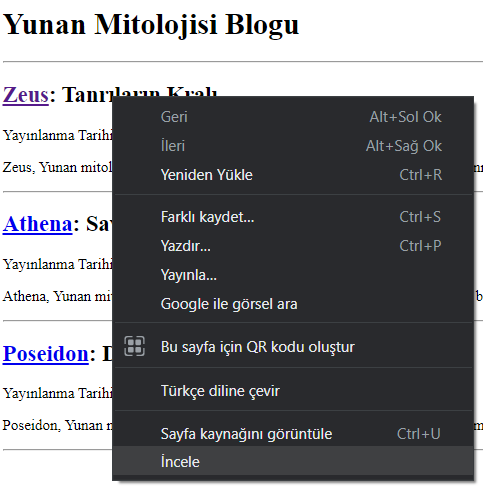 Yunan Mitolojisi Blogu
Zeus: Tanrıların Kralı
Yayınlanma Tarihi
Zeus, Yunan mitol
Athena: Sav
Yayınlanma Tarihi
Athena, Yunan mi
Poseidon:
Yayınlanma Tarihi
Poseidon, Yunan
Geri Alt+Sol Ok
İleri Alt+Sağ Ok
Yeniden Yükle Ctrl+R
Farklı kaydet... Ctrl+S
Yazdır... Ctrl+P
Yayınla...
Google ile görsel ara
Bu sayfa için QR kodu oluştur
Türkçe diline çevir
Sayfa kaynağını görüntüle Ctrl+U
İncele